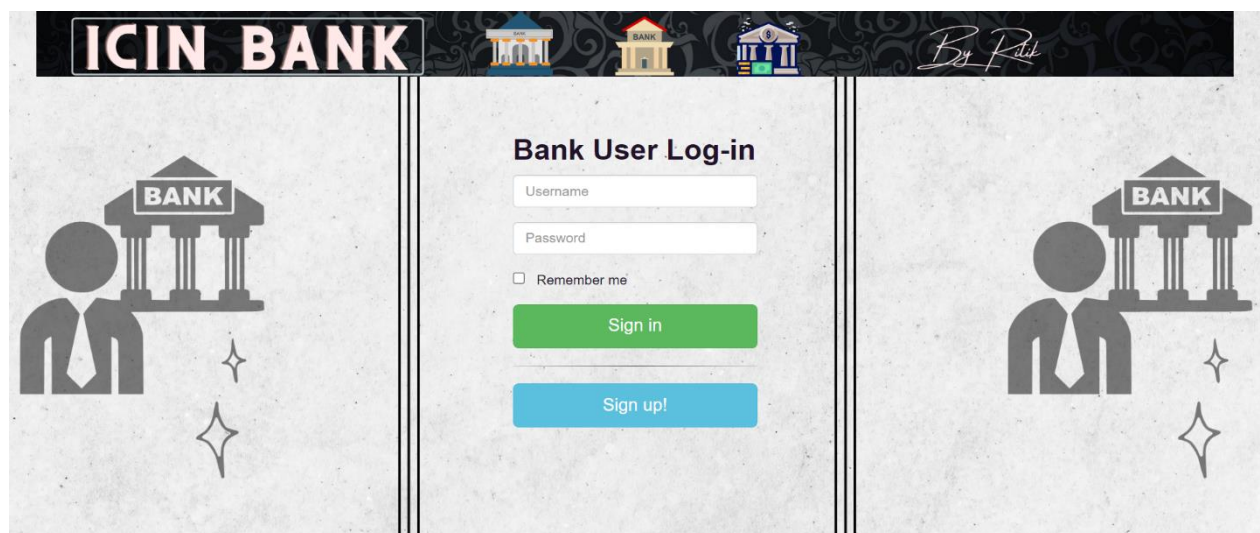 ICIN BANK
BANK
By Ritik
Bank User Log-in
BANK
BANK
Username
Password
Remember me
Sign in
Sign up!